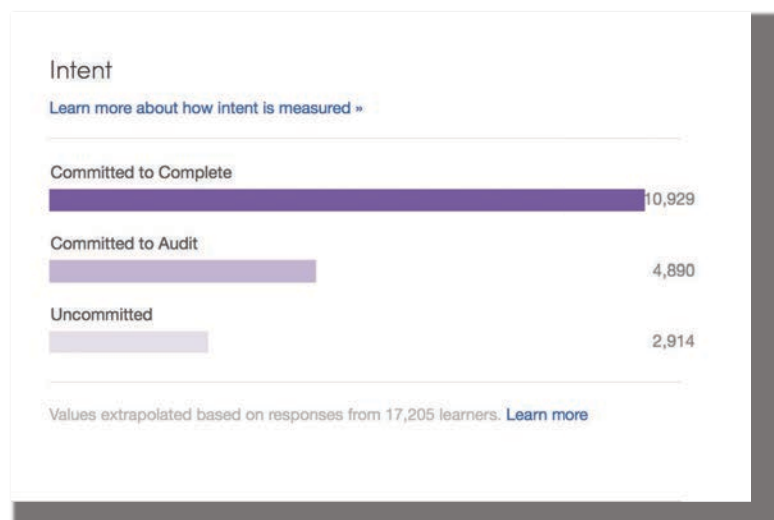 Intent
Learn more about how intent is measured »
Committed to Complete
10,929
Committed to Audit
4,890
Uncommitted
2,914
Values extrapolated based on responses from 17,205 learners. Learn more